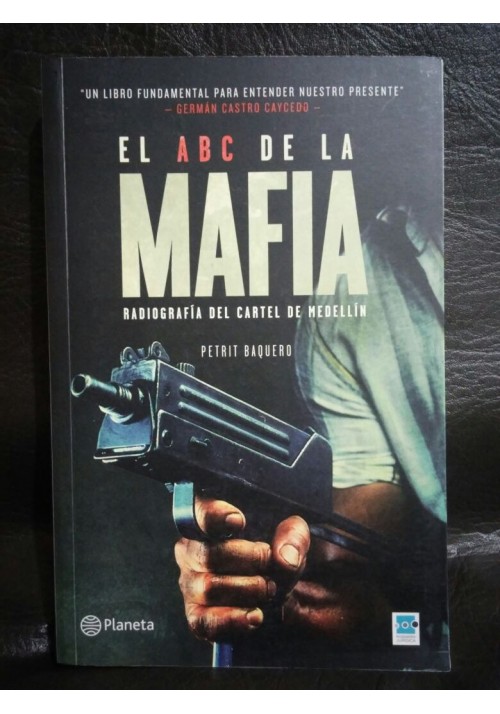 "UN LIBRO FUNDAMENTAL PARA ENTENDER NUESTRO PRESENTE"
– GERMÁN CASTRO CAYCEDO –
EL ABC DE LA
MAFIA
RADIOGRAFÍA DEL CARTEL DE MEDELLÍN
PETRIT BAQUERO
Planeta